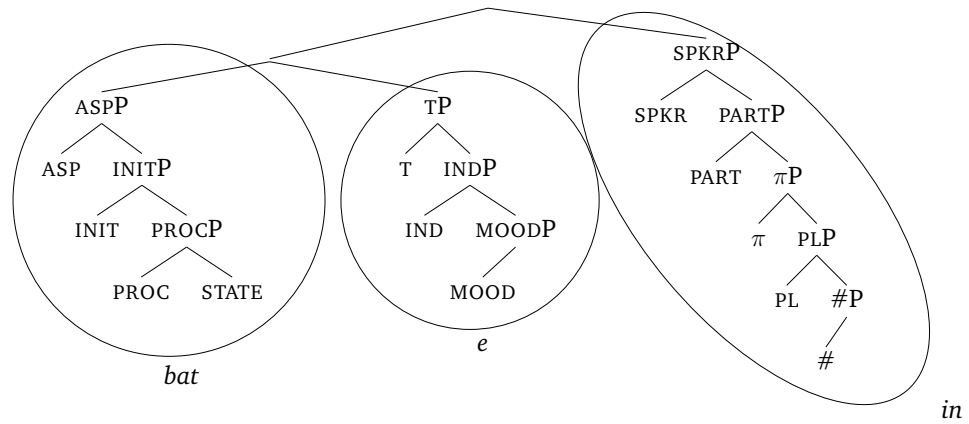 SPKRP
SPKR PARTP
ASPP TP
ASP INITP T INDP PART πP
INIT PROCP IND MOODP π PLP
PROC STATE MOOD PL #P
e #
bat
in